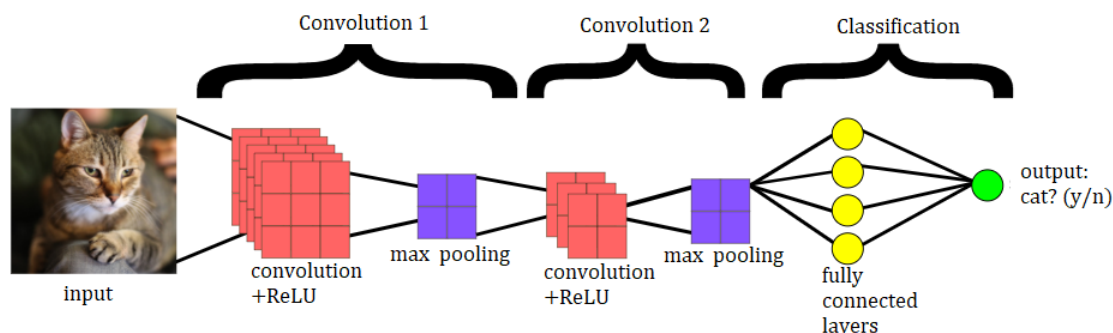 Convolution 1
Convolution 2
Classification
input
convolution
+ReLU
max pooling
convolution
+ReLU
max pooling
fully
connected
layers
output:
cat? (y/n)